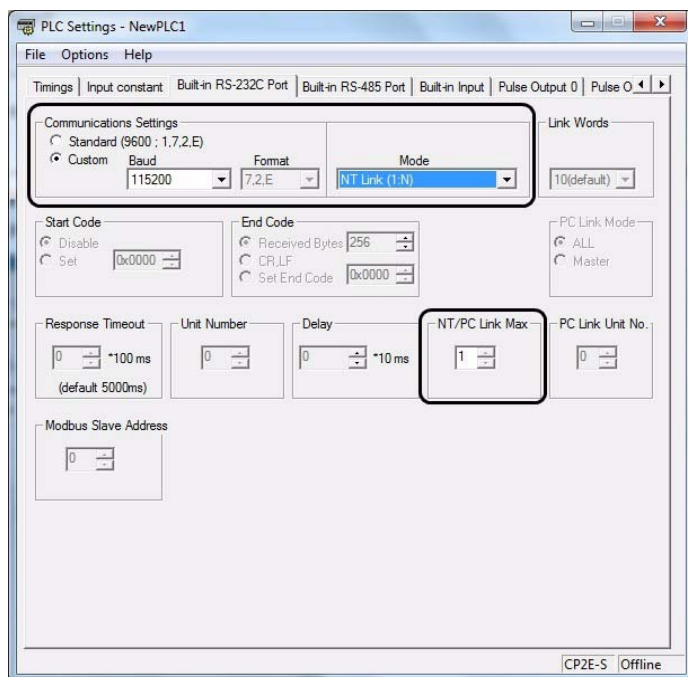 PLC Settings - NewPLC1
File Options Help
Timings Input constant Built-in RS-232C Port Built-in RS-485 Port Built-in Input Pulse Output 0 Pulse O
Communications Settings
Standard (9600 ; 1,7,2,E)
Custom Baud Format Mode
115200 7,2,E NT Link (1:N)
Link Words
10(default)
Start Code
Disable
Set 0x0000
End Code
Received Bytes 256
CR,LF
Set End Code 0x0000
PC Link Mode
ALL
Master
Response Timeout
0 *100 ms
(default 5000ms)
Unit Number
0
Delay
0 *10 ms
NT/PC Link Max
1
PC Link Unit No.
0
Modbus Slave Address
0
CP2E-S Offline